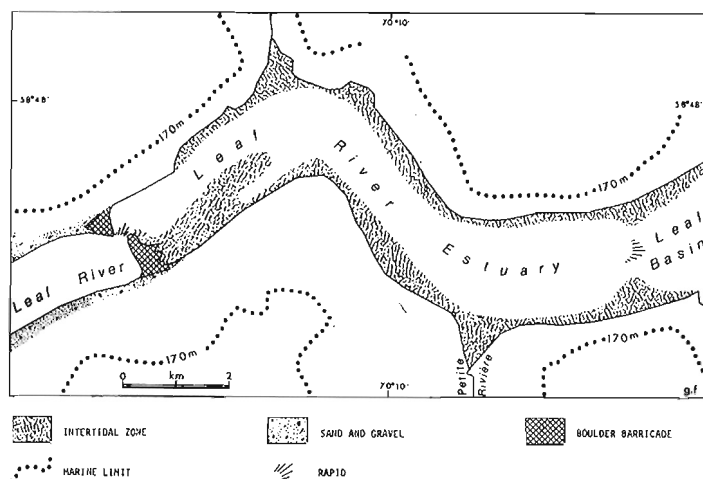 70°10'
58°48'
58°48'
170m
170m
Leaf River Estuary
Leaf Basin
Leaf River
170m
170m
km
0 2
70°10'
Petite Rivière
g.f
INTERTIDAL ZONE
SAND AND GRAVEL
BOULDER BARRICADE
MARINE LIMIT
RAPID